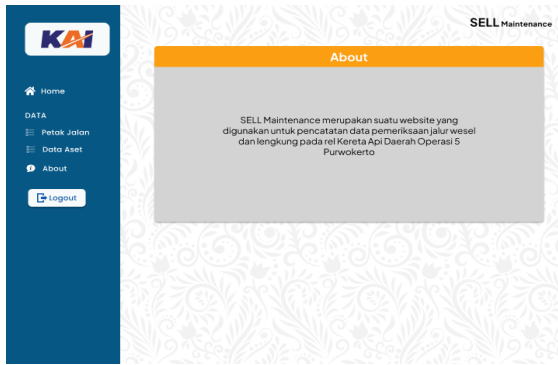 KAI
SELL Maintenance
Home
DATA
Petak Jalan
Data Aset
About
Logout
About
SELL Maintenance merupakan suatu website yang
digunakan untuk pencatatan data pemeriksaan jalur wesel
dan lengkung pada rel Kereta Api Daerah Operasi 5
Purwokerto